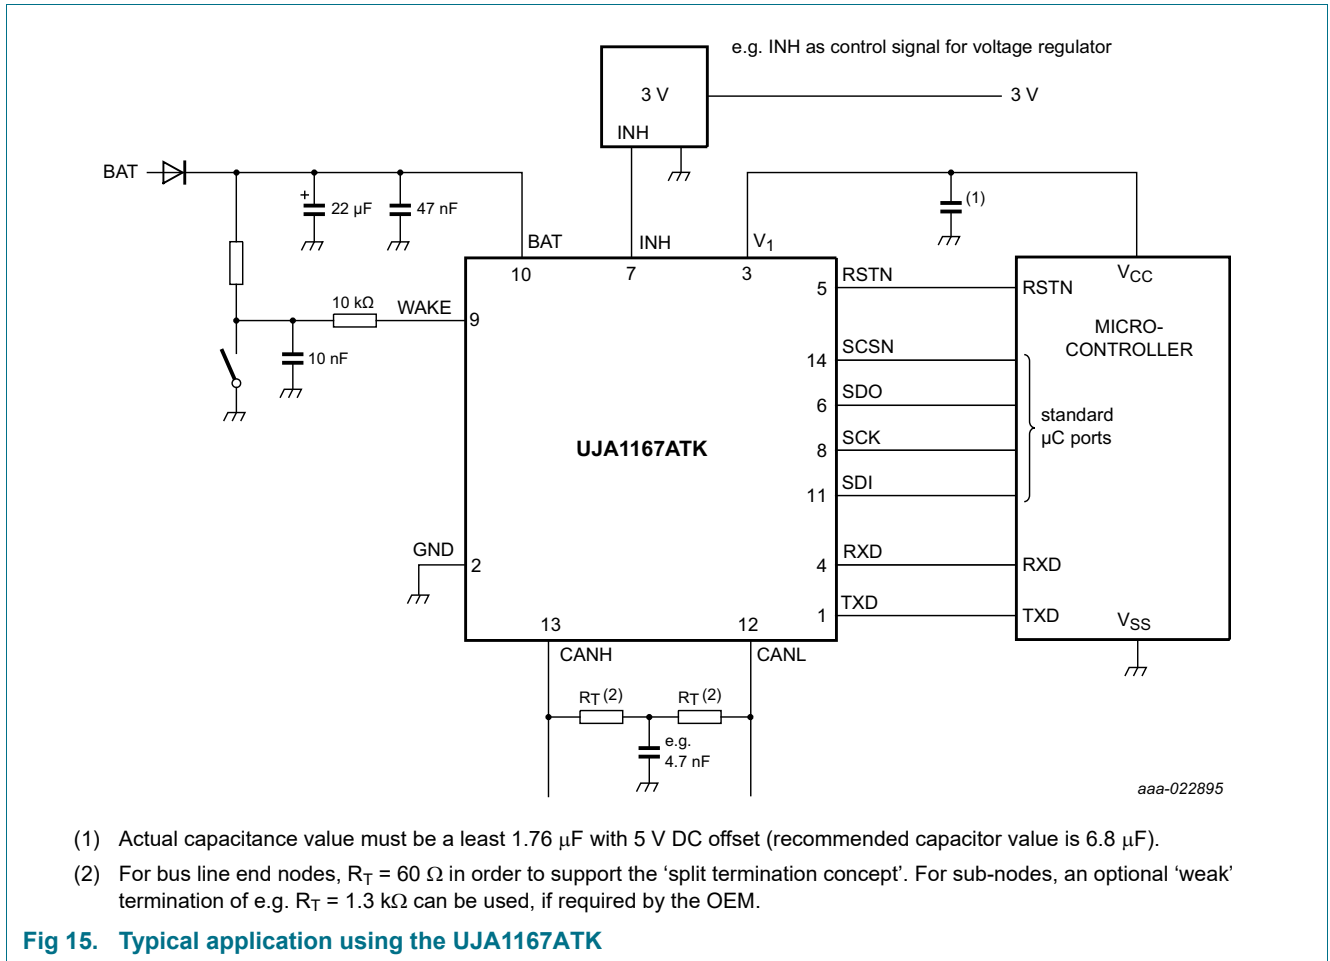 e.g. INH as control signal for voltage regulator
3 V
3 V
INH
BAT
+
22 µF
47 nF
(1)
BAT
INH
V1
10
7
3
VCC
5
RSTN
RSTN
10 kΩ
WAKE
9
MICRO-
CONTROLLER
10 nF
14
SCSN
6
SDO
standard
µC ports
8
SCK
UJA1167ATK
11
SDI
GND
2
4
RXD
RXD
1
TXD
TXD
13
12
VSS
CANH
CANL
RT (2)
RT (2)
e.g.
4.7 nF
aaa-022895
(1) Actual capacitance value must be a least 1.76 µF with 5 V DC offset (recommended capacitor value is 6.8 µF).
(2) For bus line end nodes, RT = 60 Ω in order to support the ‘split termination concept’. For sub-nodes, an optional ‘weak’
termination of e.g. RT = 1.3 kΩ can be used, if required by the OEM.
Fig 15. Typical application using the UJA1167ATK